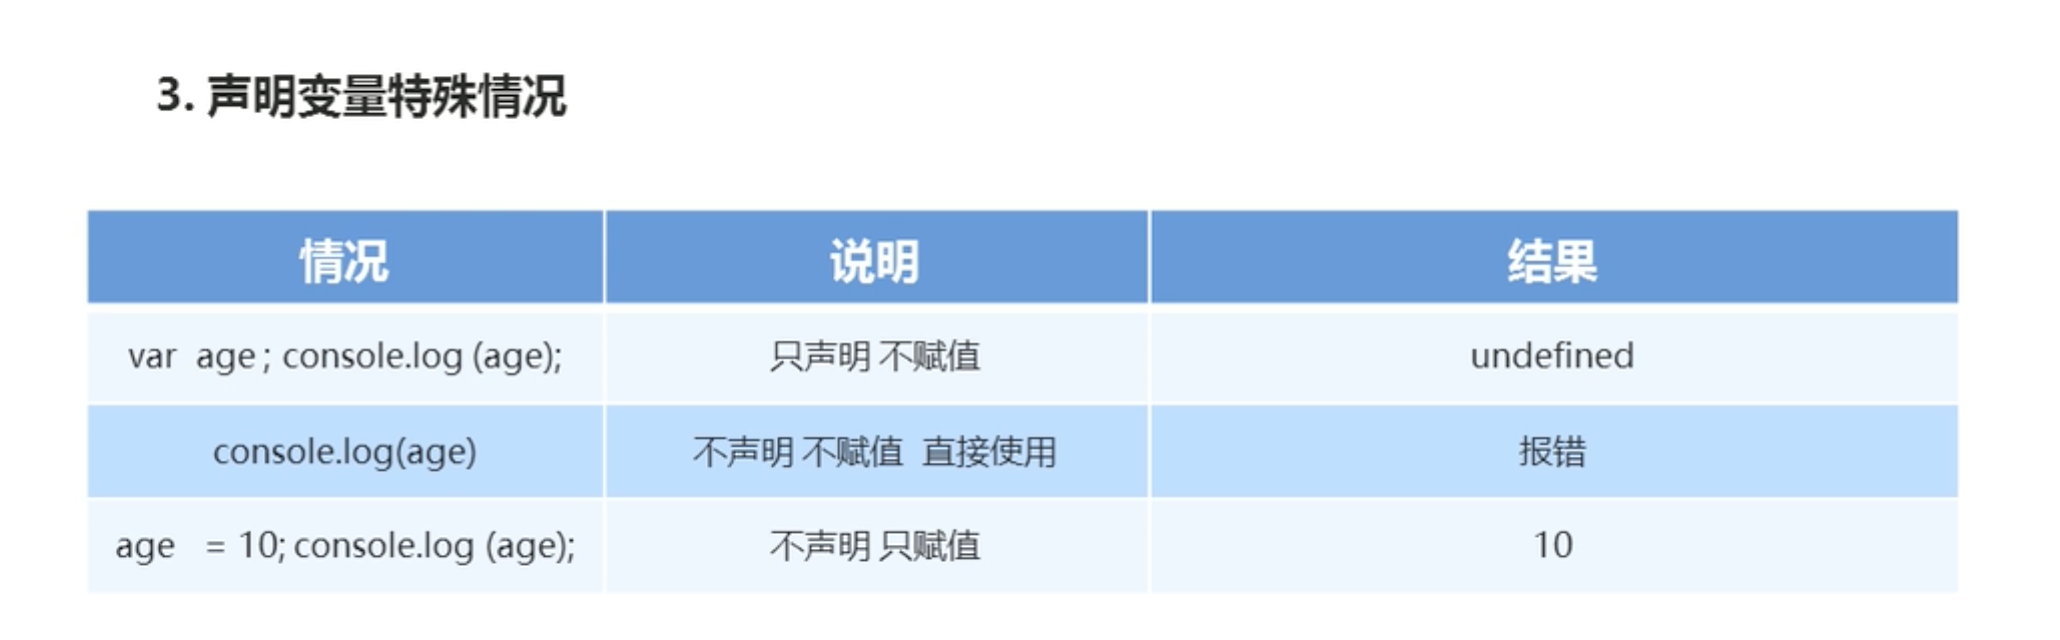 3. 声明变量特殊情况
情况 说明 结果
var age ; console.log (age); 只声明 不赋值 undefined
console.log(age) 不声明 不赋值 直接使用 报错
age = 10; console.log (age); 不声明 只赋值 10